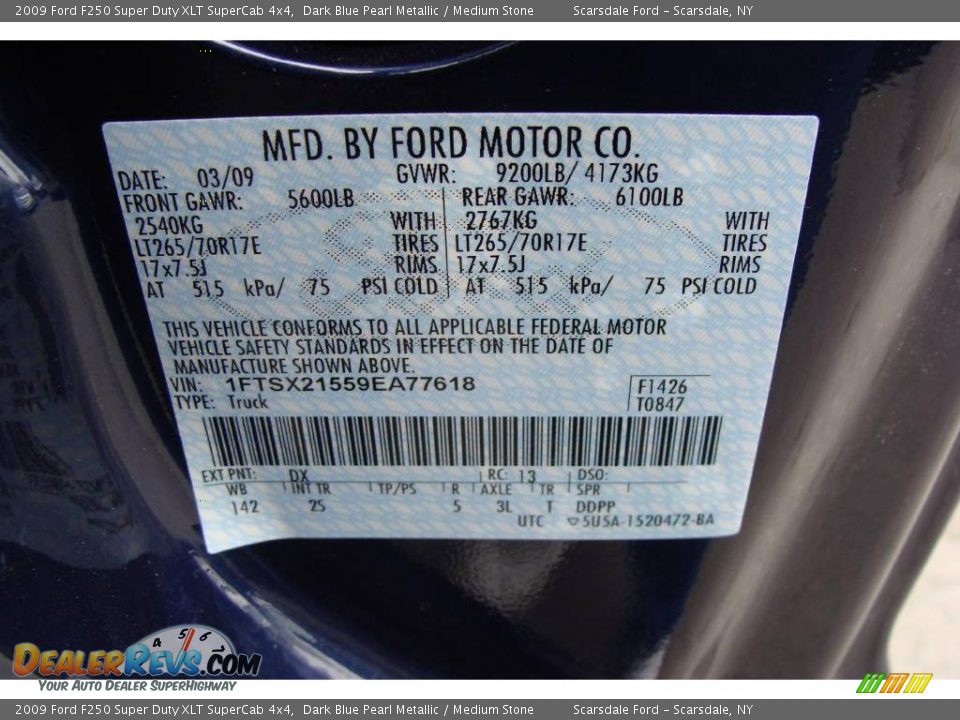 2009 Ford F250 Super Duty XLT SuperCab 4x4, Dark Blue Pearl Metallic / Medium Stone Scarsdale Ford - Scarsdale, NY
MFD. BY FORD MOTOR CO.
DATE: 03/09 GVWR: 9200LB/ 4173KG
FRONT GAWR: 5600LB REAR GAWR: 6100LB
2540KG WITH 2767KG WITH
LT265/70R17E TIRES LT265/70R17E TIRES
17x7.5J RIMS 17x7.5J RIMS
AT 515 kPa/ 75 PSI COLD AT 515 kPa/ 75 PSI COLD
THIS VEHICLE CONFORMS TO ALL APPLICABLE FEDERAL MOTOR
VEHICLE SAFETY STANDARDS IN EFFECT ON THE DATE OF
MANUFACTURE SHOWN ABOVE.
VIN: 1FTSX21559EA77618 F1426
TYPE: Truck T0847
EXT PNT: DX RC: 13 DSO:
WB INT TR TP/PS R AXLE TR SPR
142 2S 5 3L T DDPP
UTC 5U5A-1520472-BA
4 5 6
DEALERREVS.COM
YOUR AUTO DEALER SUPERHIGHWAY
2009 Ford F250 Super Duty XLT SuperCab 4x4, Dark Blue Pearl Metallic / Medium Stone Scarsdale Ford - Scarsdale, NY